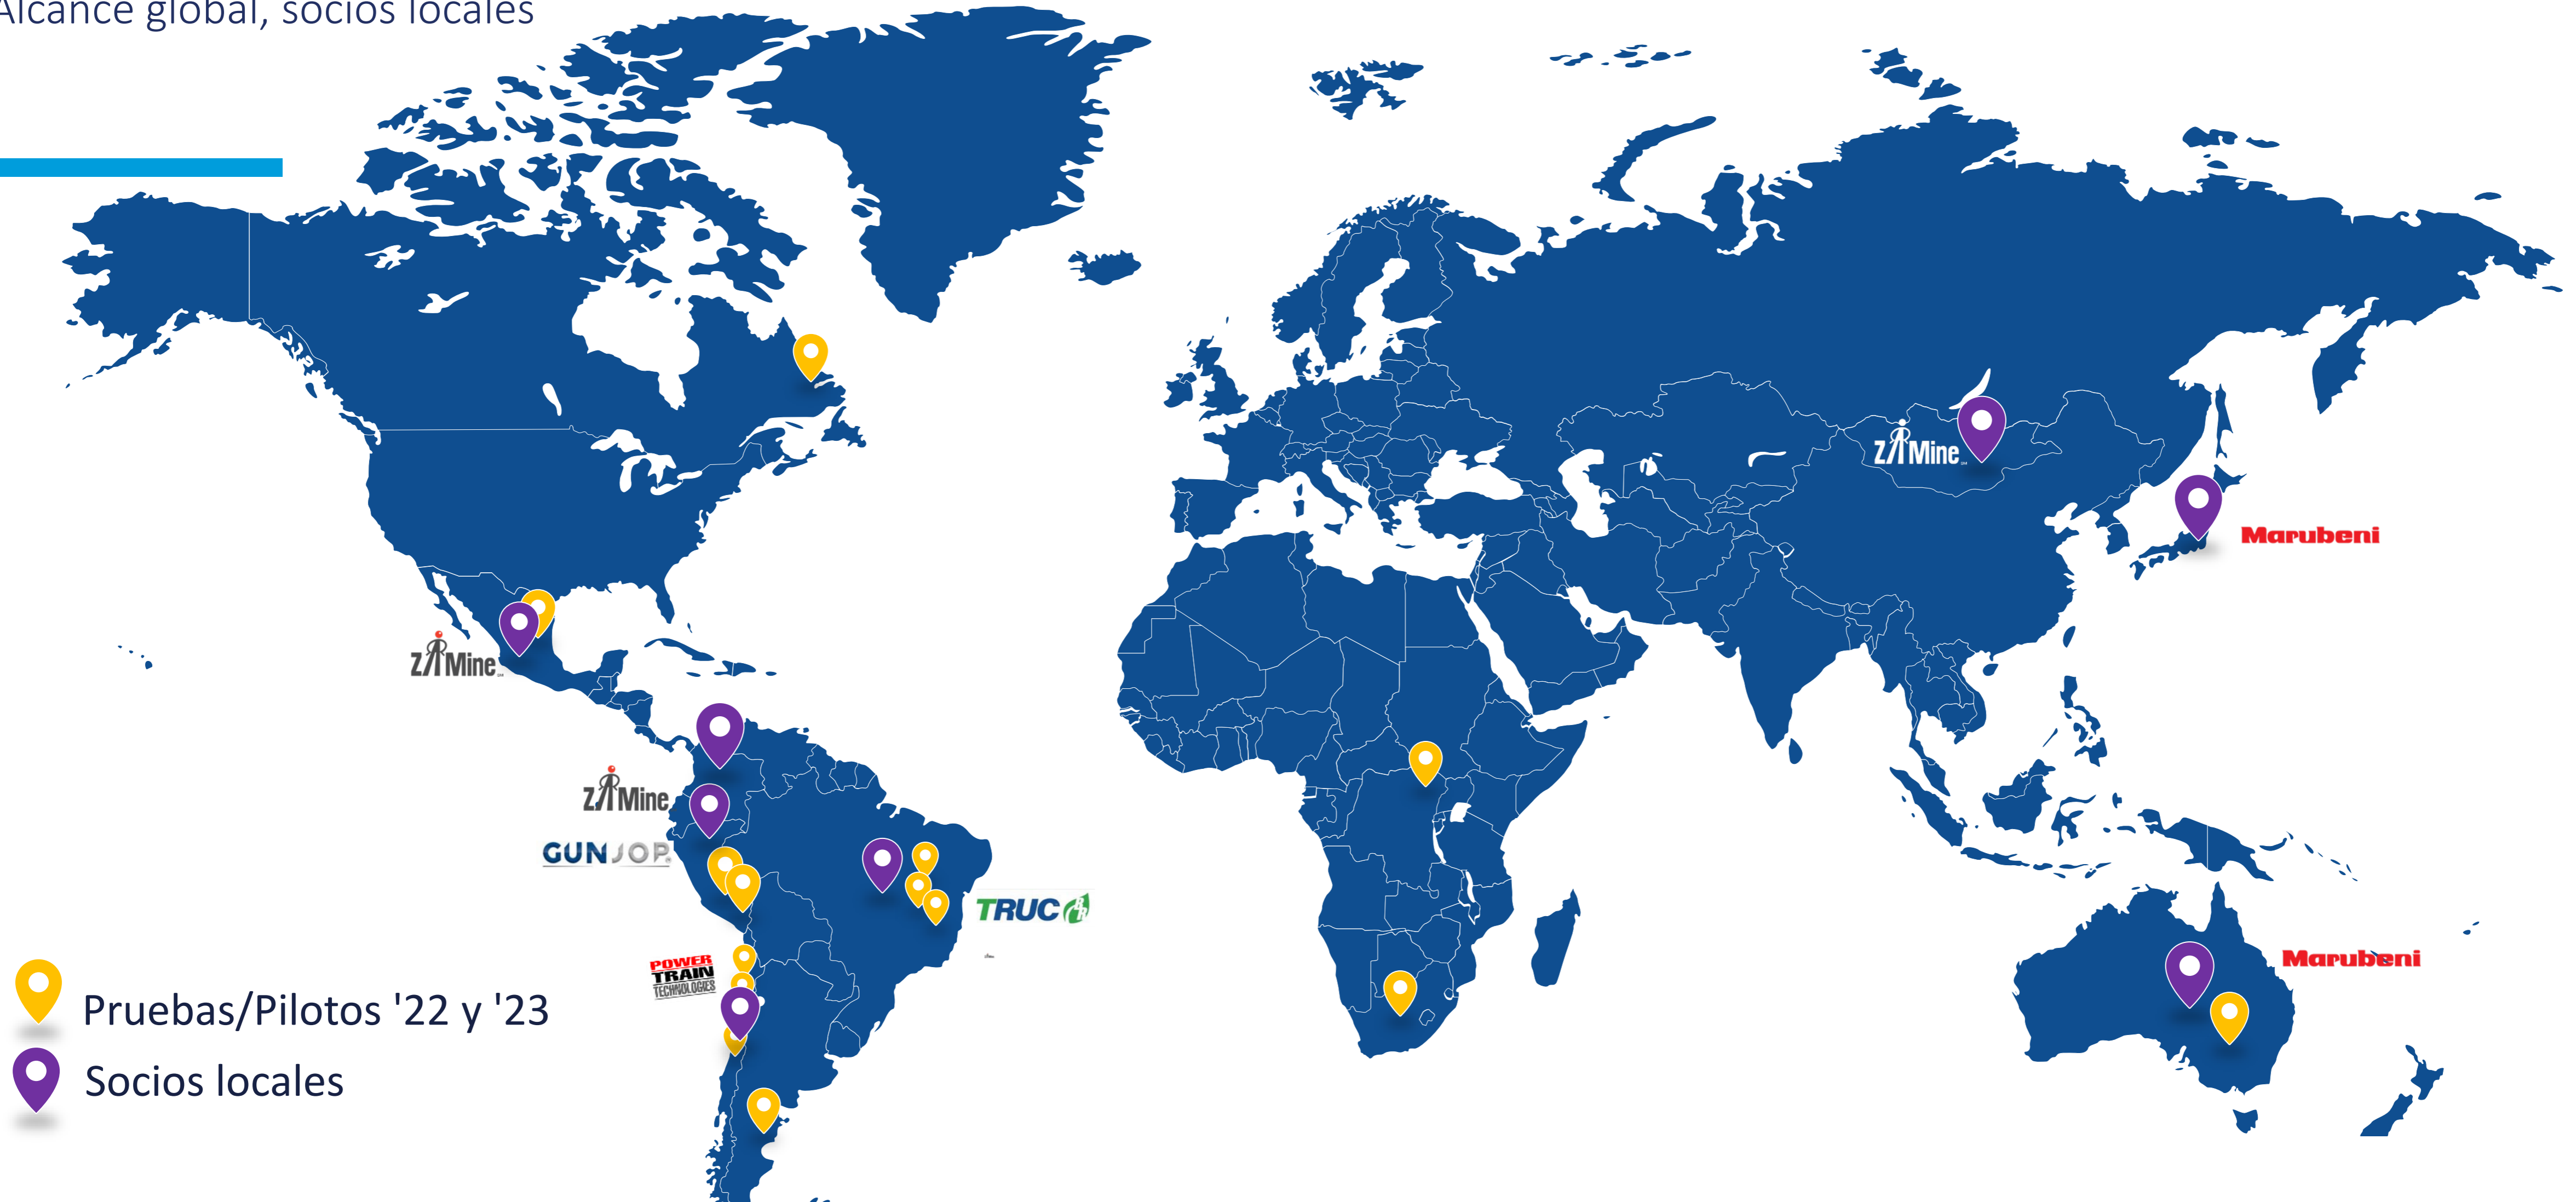 Alcance global, socios locales
ZAMine
Marubeni
ZAMine
ZAMine
GUNJOP
TRUC
POWER
TRAIN
TECHNOLOGIES
Marubeni
Pruebas/Pilotos '22 y '23
Socios locales